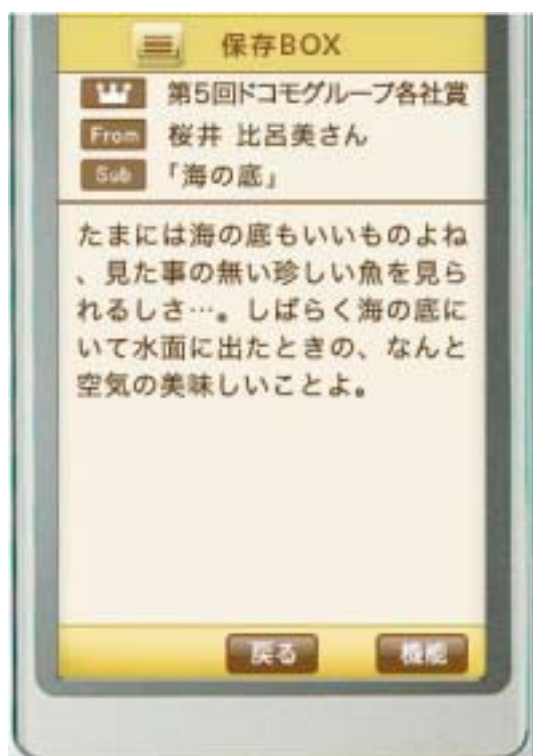 保存BOX
第5回ドコモグループ各社賞
From 桜井 比呂美さん
Sub 「海の底」
たまには海の底もいいものよね
、見た事の無い珍しい魚を見ら
れるしさ…。しばらく海の底に
いて水面に出たときの、なんと
空気の美味しいことよ。
戻る 機能